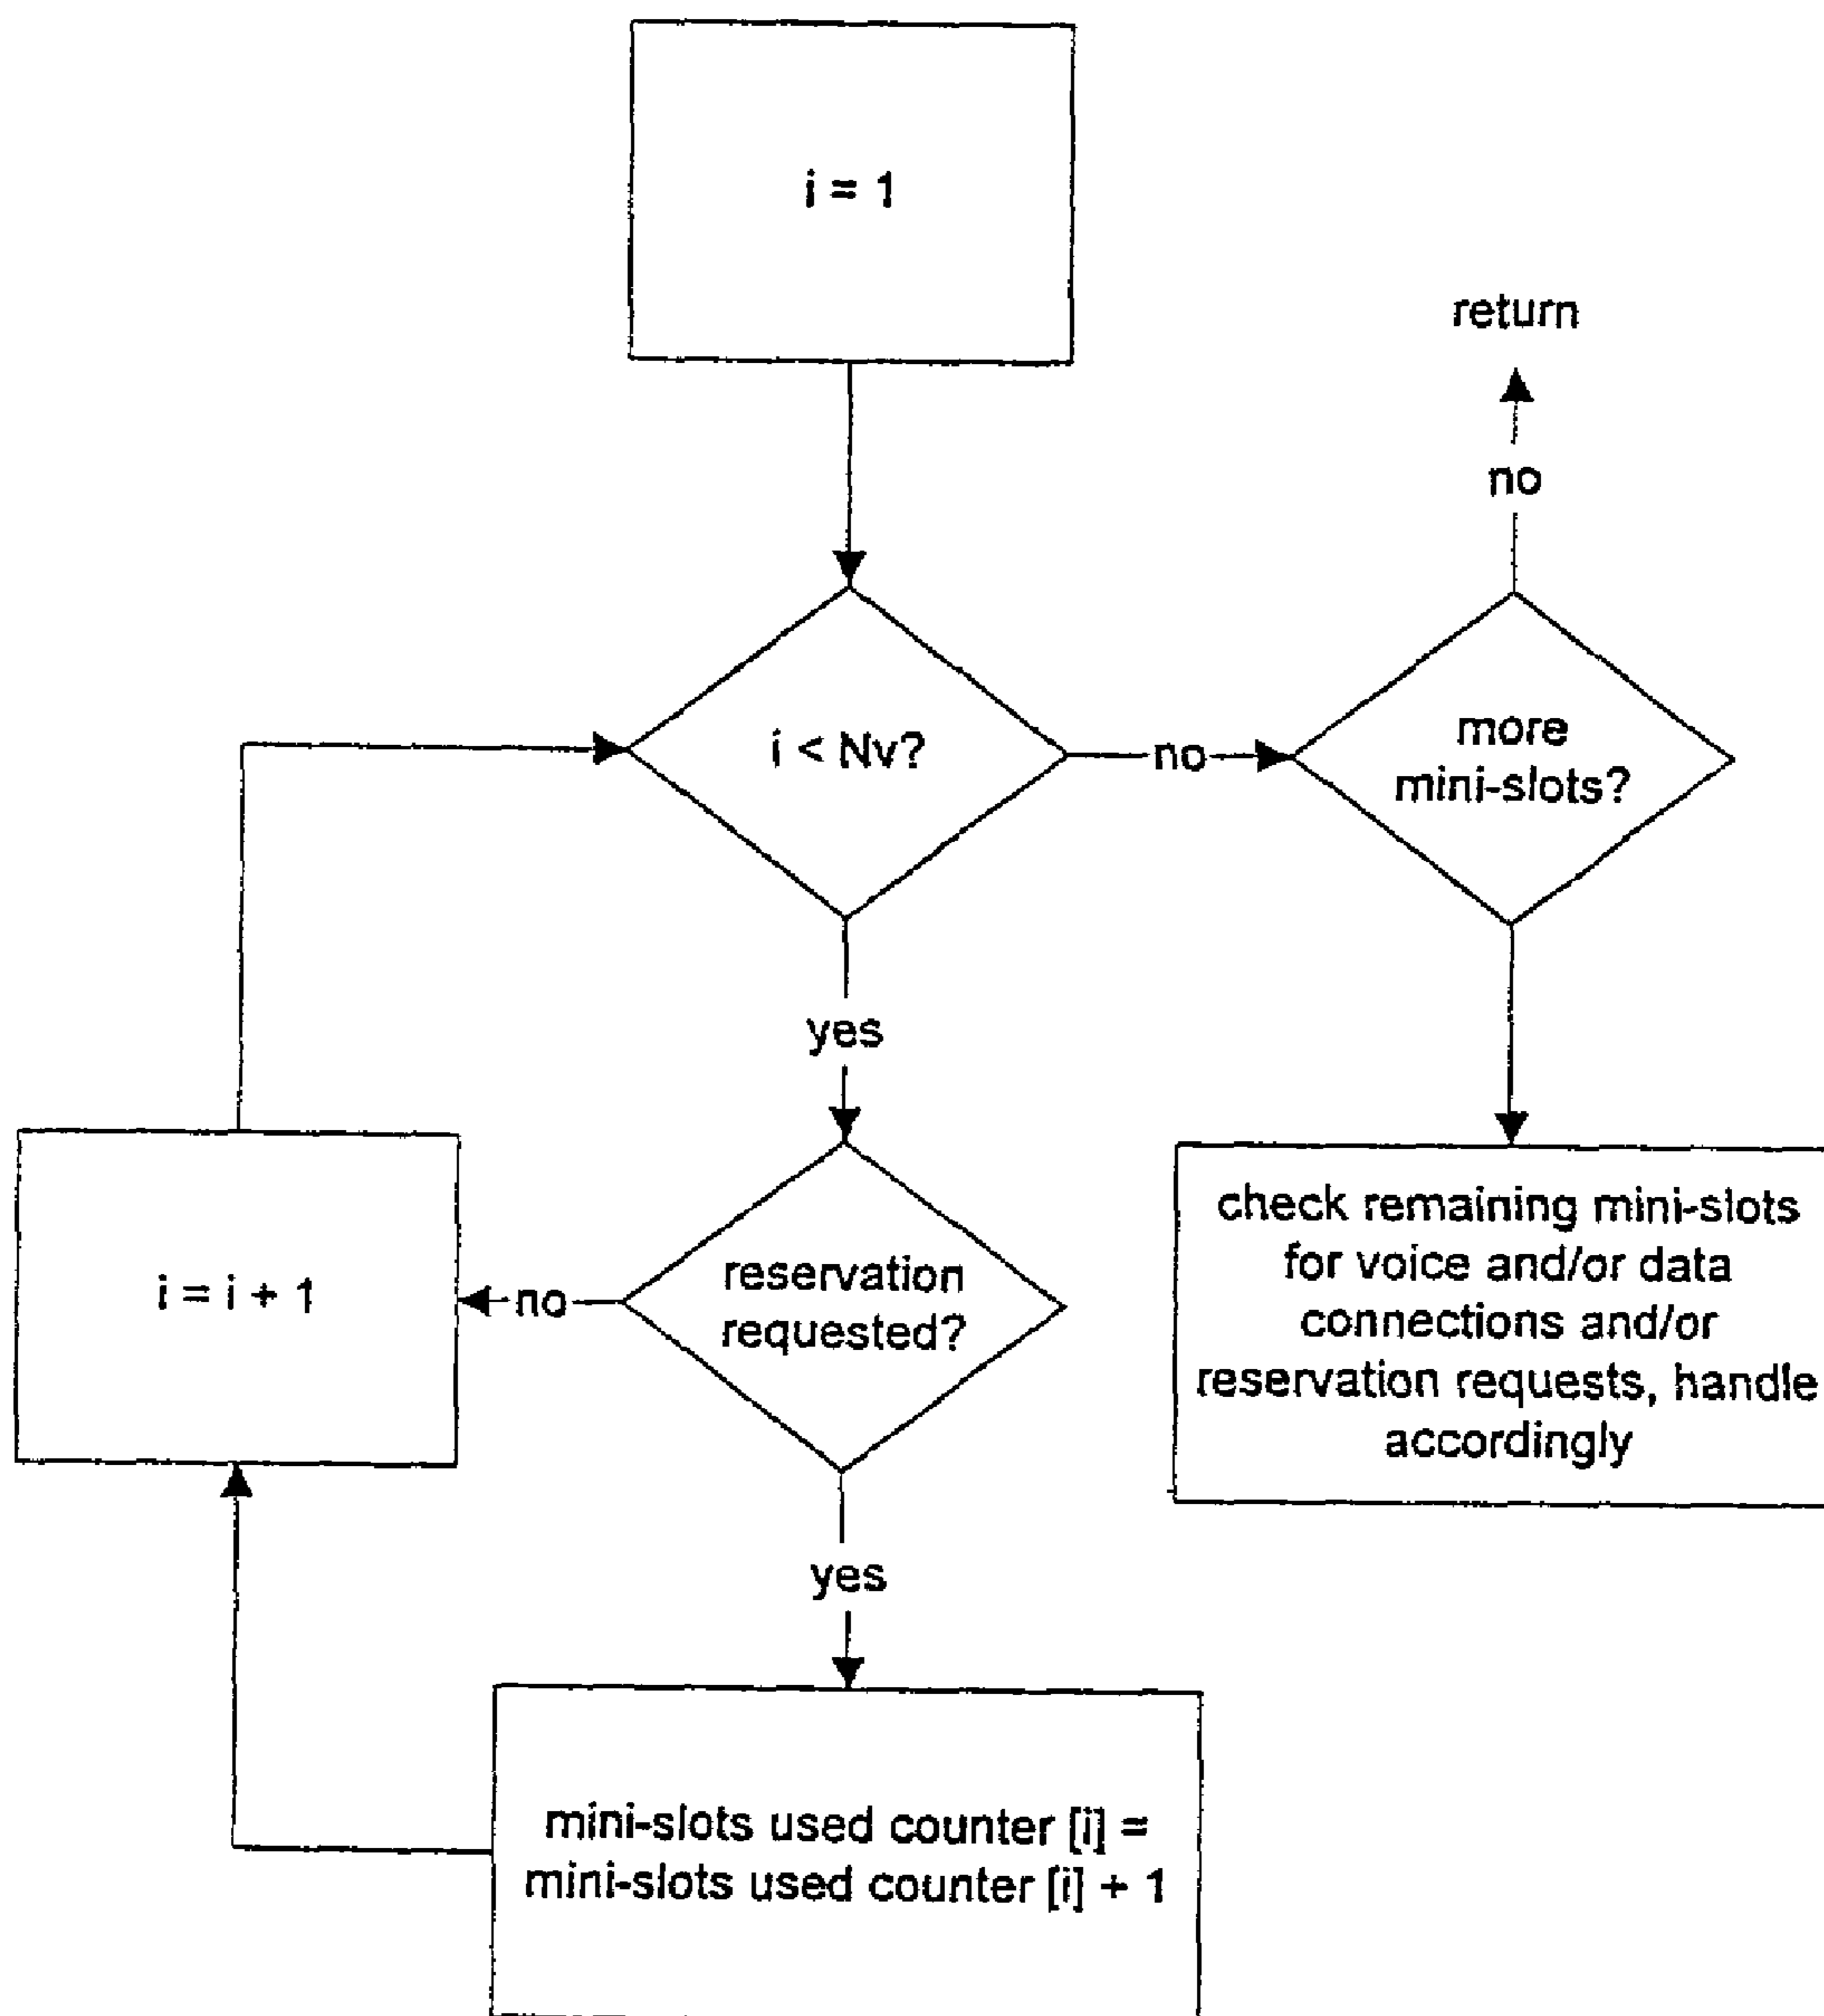 i = 1
return
no
i < Nv?
no
more
mini-slots?
yes
i = i + 1
no
reservation
requested?
check remaining mini-slots
for voice and/or data
connections and/or
reservation requests, handle
accordingly
yes
mini-slots used counter [i] =
mini-slots used counter [i] + 1